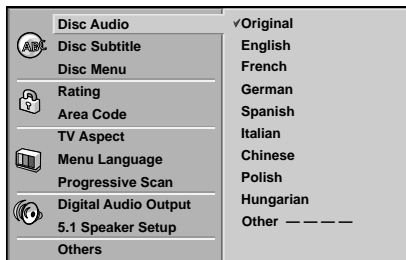 Disc Audio
Disc Subtitle
Disc Menu
Rating
Area Code
TV Aspect
Menu Language
Progressive Scan
Digital Audio Output
5.1 Speaker Setup
Others
✓Original
English
French
German
Spanish
Italian
Chinese
Polish
Hungarian
Other — — — —
ABC